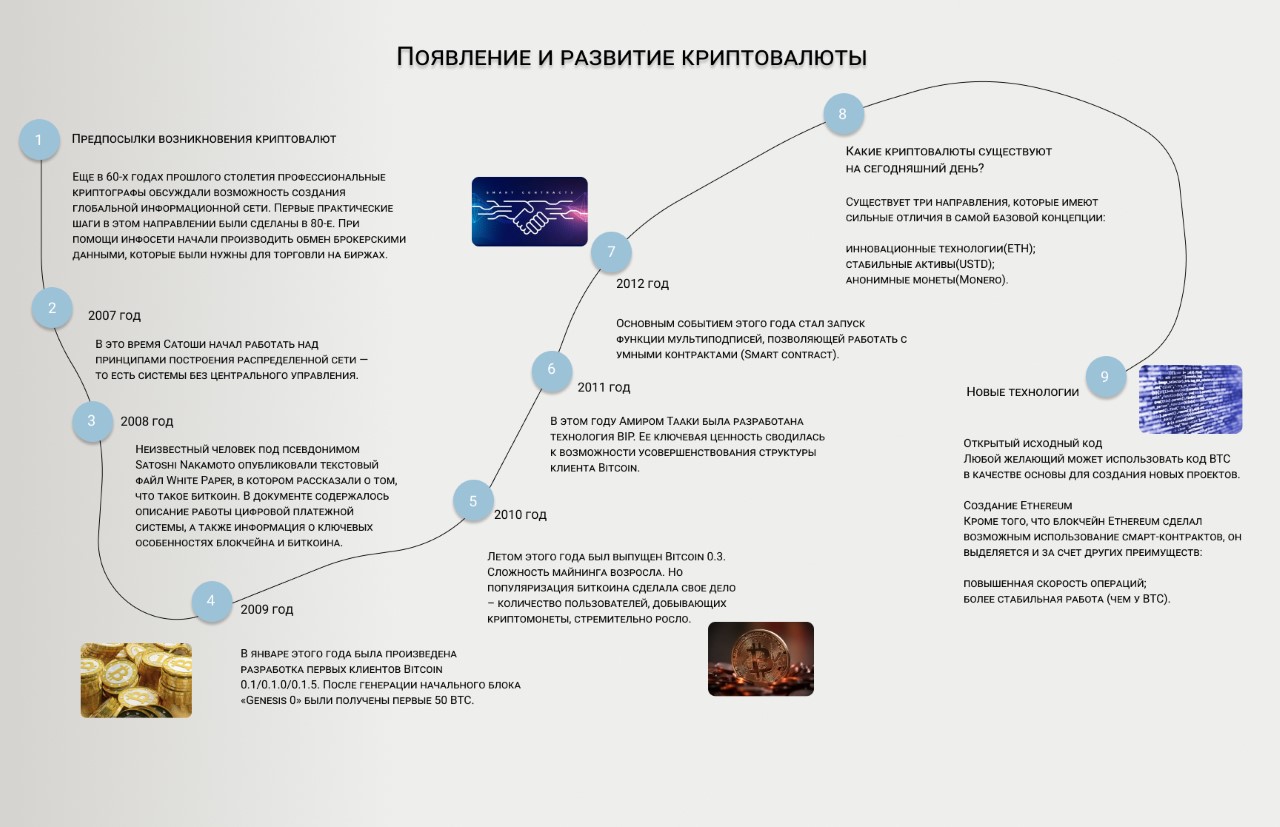 Появление и развитие криптовалюты
1
Предпосылки возникновения криптовалют
Еще в 60-х годах прошлого столетия профессиональные
криптографы обсуждали возможность создания
глобальной информационной сети. Первые практические
шаги в этом направлении были сделаны в 80-е. При
помощи инфосети начали производить обмен брокерскими
данными, которые были нужны для торговли на биржах.
2
2007 год
В это время Сатоши начал работать над
принципами построения распределенной сети —
то есть системы без центрального управления.
3
2008 год
Неизвестный человек под псевдонимом
Satoshi Nakamoto опубликовали текстовый
файл White Paper, в котором рассказали о том,
что такое биткоин. В документе содержалось
описание работы цифровой платежной
системы, а также информация о ключевых
особенностях блокчейна и биткоина.
4
2009 год
В январе этого года была произведена
разработка первых клиентов Bitcoin
0.1/0.1.0/0.1.5. После генерации начального блока
«Genesis 0» были получены первые 50 BTC.
5
2010 год
Летом этого года был выпущен Bitcoin 0.3.
Сложность майнинга возросла. Но
популяризация биткоина сделала свое дело
– количество пользователей, добывающих
криптомонеты, стремительно росло.
6
2011 год
В этом году Амиром Тааки была разработана
технология BIP. Ее ключевая ценность сводилась
к возможности усовершенствования структуры
клиента Bitcoin.
SMART CONTRACTS
7
2012 год
Основным событием этого года стал запуск
функции мультиподписей, позволяющей работать с
умными контрактами (Smart contract).
8
Какие криптовалюты существуют
на сегодняшний день?
Существует три направления, которые имеют
сильные отличия в самой базовой концепции:
инновационные технологии(ETH);
стабильные активы(USTD);
анонимные монеты(Monero).
9
Новые технологии
Открытый исходный код
Любой желающий может использовать код BTC
в качестве основы для создания новых проектов.
Создание Ethereum
Кроме того, что блокчейн Ethereum сделал
возможным использование смарт-контрактов, он
выделяется и за счет других преимуществ:
повышенная скорость операций;
более стабильная работа (чем у BTC).